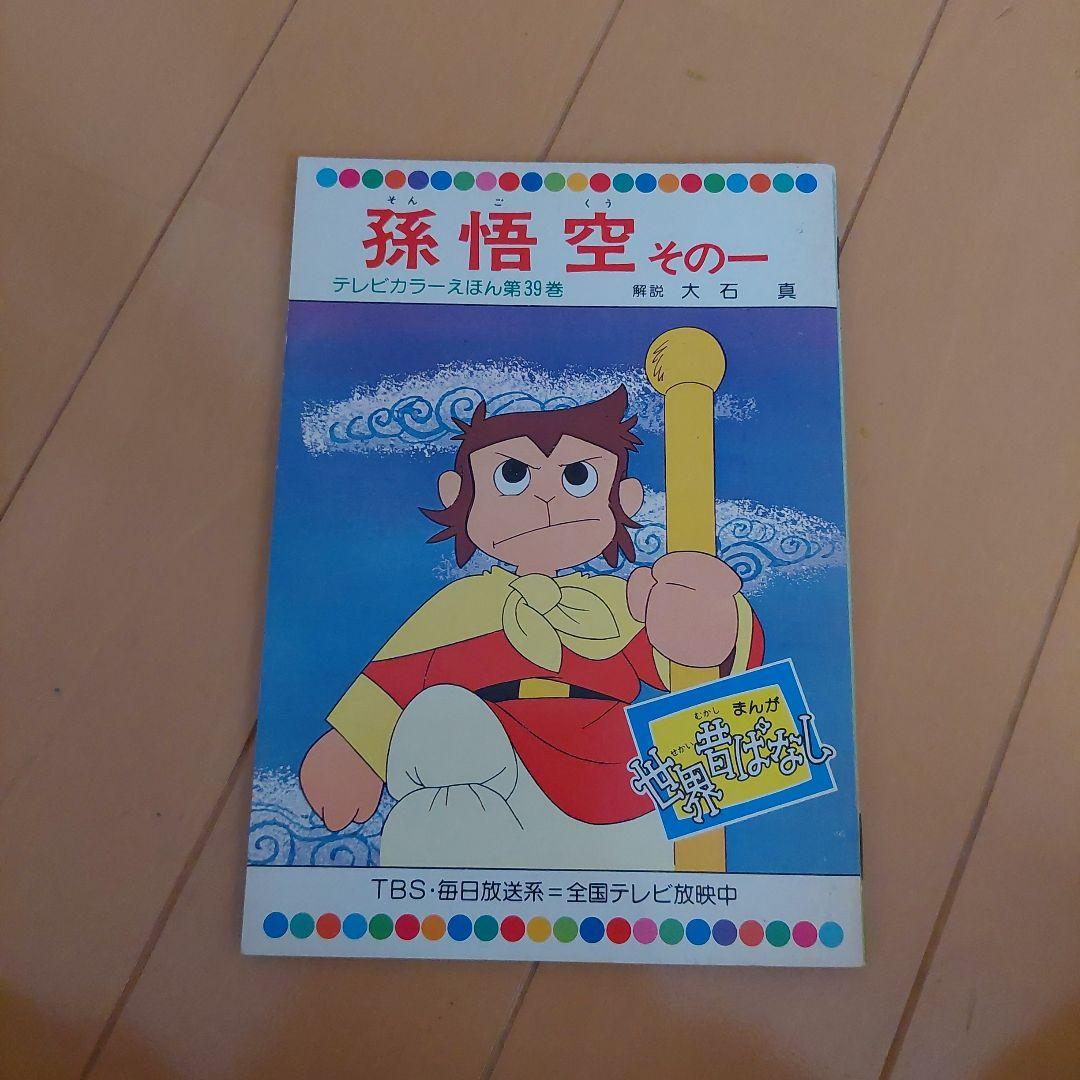 そんごくう
孫悟空その一
テレビカラーえほん第39巻 解説 大石 真
むかし まんが
せかい
世界昔ばなし
TBS・毎日放送系=全国テレビ放映中